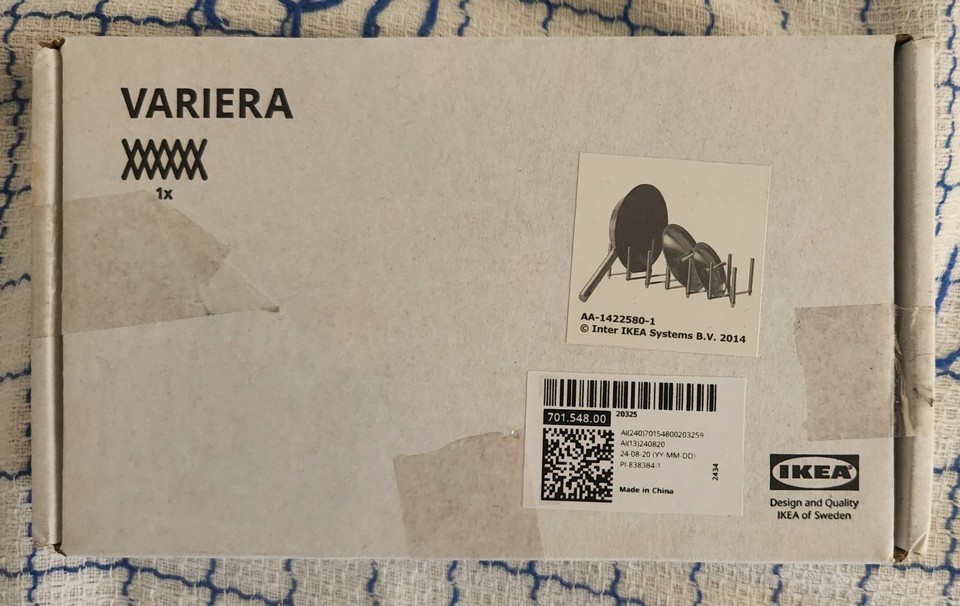 VARIERA
1x
AA-1422580-1
© Inter IKEA Systems B.V. 2014
701.548.00
20325
AI(240)70154800203259
AI(13)240820
24-08-20 (YY-MM-DD)
PI-838384-1
2434
Made in China
IKEA
Design and Quality
IKEA of Sweden